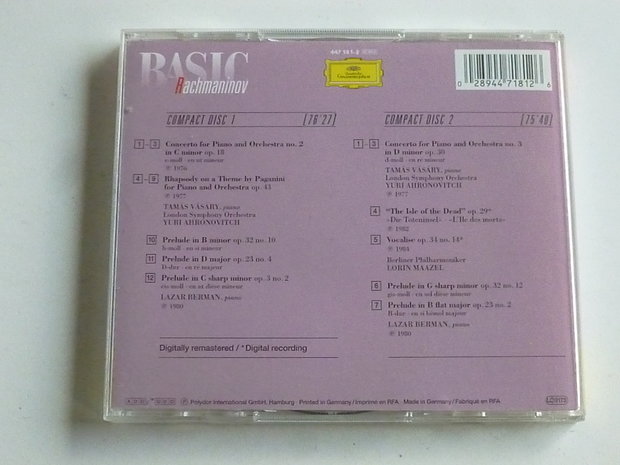 BASIC
Rachmaninov
Deutsche Grammophon
0 28944 71812 6
COMPACT DISC 1 [76'27]
1 - 3 Concerto for Piano and Orchestra no. 2
in C minor op. 18
c-moll · en ut mineur
℗ 1976
4 - 9 Rhapsody on a Theme by Paganini
for Piano and Orchestra op. 43
℗ 1977
TAMÁS VÁSÁRY, piano
London Symphony Orchestra
YURI AHRONOVITCH
10 Prelude in B minor op. 32 no. 10
h-moll · en si mineur
11 Prelude in D major op. 23 no. 4
D-dur · en ré majeur
12 Prelude in C sharp minor op. 3 no. 2
cis-moll · en ut dièse mineur
LAZAR BERMAN, piano
℗ 1980
Digitally remastered / *Digital recording
COMPACT DISC 2 [75'40]
1 - 3 Concerto for Piano and Orchestra no. 3
in D minor op. 30
d-moll · en ré mineur
TAMÁS VÁSÁRY, piano
London Symphony Orchestra
YURI AHRONOVITCH
℗ 1977
4 "The Isle of the Dead" op. 29*
»Die Toteninsel« · «L'Île des morts»
℗ 1982
5 Vocalise op. 34 no. 14*
℗ 1984
Berliner Philharmoniker
LORIN MAAZEL
6 Prelude in G sharp minor op. 32 no. 12
gis-moll · en sol dièse mineur
7 Prelude in B flat major op. 23 no. 2
B-dur · en si bémol majeur
LAZAR BERMAN, piano
℗ 1980
℗ Polydor International GmbH, Hamburg · Printed in Germany / Imprimé en RFA. Made in Germany / Fabriqué en RFA